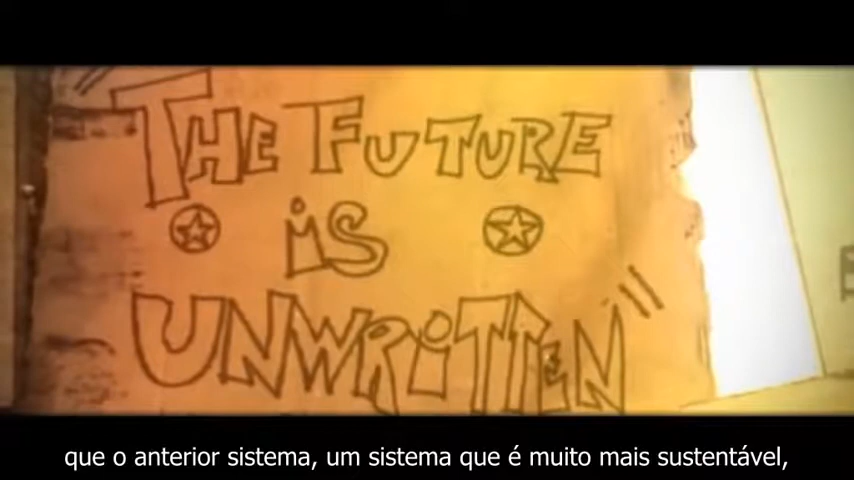 "THE FUTURE
iS
UNWRiTTEN"
que o anterior sistema, um sistema que é muito mais sustentável,